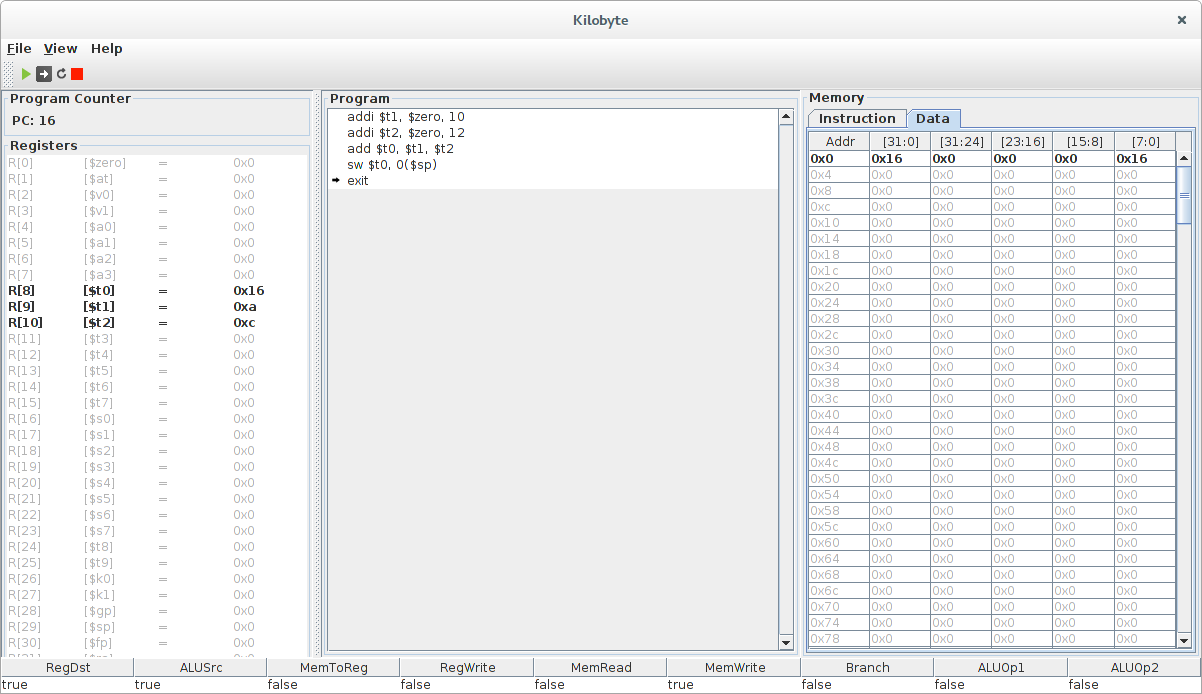 Kilobyte
File View Help
Program Counter
PC: 16
Registers
R[0] [$zero] = 0x0
R[1] [$at] = 0x0
R[2] [$v0] = 0x0
R[3] [$v1] = 0x0
R[4] [$a0] = 0x0
R[5] [$a1] = 0x0
R[6] [$a2] = 0x0
R[7] [$a3] = 0x0
R[8] [$t0] = 0x16
R[9] [$t1] = 0xa
R[10] [$t2] = 0xc
R[11] [$t3] = 0x0
R[12] [$t4] = 0x0
R[13] [$t5] = 0x0
R[14] [$t6] = 0x0
R[15] [$t7] = 0x0
R[16] [$s0] = 0x0
R[17] [$s1] = 0x0
R[18] [$s2] = 0x0
R[19] [$s3] = 0x0
R[20] [$s4] = 0x0
R[21] [$s5] = 0x0
R[22] [$s6] = 0x0
R[23] [$s7] = 0x0
R[24] [$t8] = 0x0
R[25] [$t9] = 0x0
R[26] [$k0] = 0x0
R[27] [$k1] = 0x0
R[28] [$gp] = 0x0
R[29] [$sp] = 0x0
R[30] [$fp] = 0x0
Program
addi $t1, $zero, 10
addi $t2, $zero, 12
add $t0, $t1, $t2
sw $t0, 0($sp)
exit
Memory
Instruction Data
Addr [31:0] [31:24] [23:16] [15:8] [7:0]
0x0 0x16 0x0 0x0 0x0 0x16
0x4 0x0 0x0 0x0 0x0 0x0
0x8 0x0 0x0 0x0 0x0 0x0
0xc 0x0 0x0 0x0 0x0 0x0
0x10 0x0 0x0 0x0 0x0 0x0
0x14 0x0 0x0 0x0 0x0 0x0
0x18 0x0 0x0 0x0 0x0 0x0
0x1c 0x0 0x0 0x0 0x0 0x0
0x20 0x0 0x0 0x0 0x0 0x0
0x24 0x0 0x0 0x0 0x0 0x0
0x28 0x0 0x0 0x0 0x0 0x0
0x2c 0x0 0x0 0x0 0x0 0x0
0x30 0x0 0x0 0x0 0x0 0x0
0x34 0x0 0x0 0x0 0x0 0x0
0x38 0x0 0x0 0x0 0x0 0x0
0x3c 0x0 0x0 0x0 0x0 0x0
0x40 0x0 0x0 0x0 0x0 0x0
0x44 0x0 0x0 0x0 0x0 0x0
0x48 0x0 0x0 0x0 0x0 0x0
0x4c 0x0 0x0 0x0 0x0 0x0
0x50 0x0 0x0 0x0 0x0 0x0
0x54 0x0 0x0 0x0 0x0 0x0
0x58 0x0 0x0 0x0 0x0 0x0
0x5c 0x0 0x0 0x0 0x0 0x0
0x60 0x0 0x0 0x0 0x0 0x0
0x64 0x0 0x0 0x0 0x0 0x0
0x68 0x0 0x0 0x0 0x0 0x0
0x6c 0x0 0x0 0x0 0x0 0x0
0x70 0x0 0x0 0x0 0x0 0x0
0x74 0x0 0x0 0x0 0x0 0x0
0x78 0x0 0x0 0x0 0x0 0x0
RegDst ALUSrc MemToReg RegWrite MemRead MemWrite Branch ALUOp1 ALUOp2
true true false false false true false false false